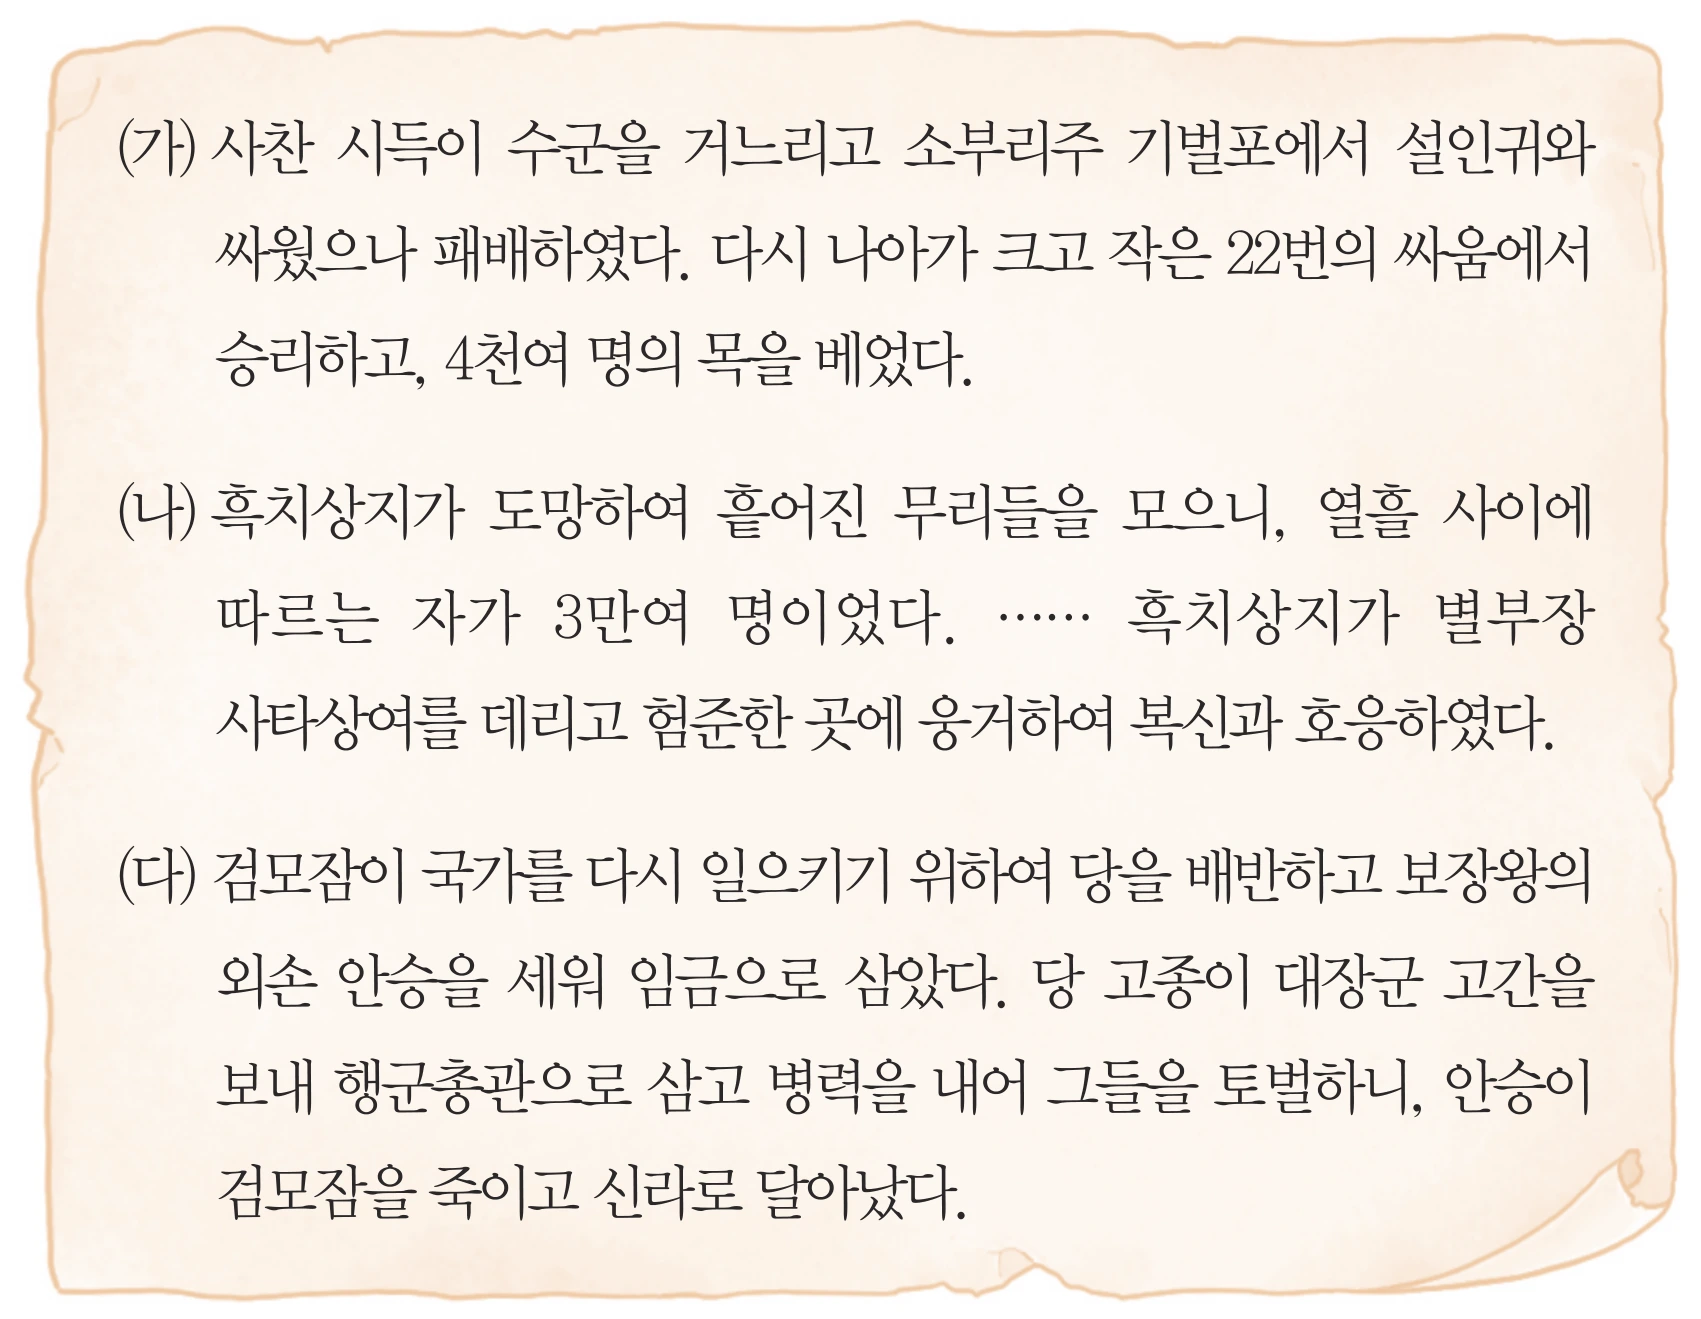 (가) 사찬 시득이 수군을 거느리고 소부리주 기벌포에서 설인귀와
싸웠으나 패배하였다. 다시 나아가 크고 작은 22번의 싸움에서
승리하고, 4천여 명의 목을 베었다.
(나) 흑치상지가 도망하여 흩어진 무리들을 모으니, 열흘 사이에
따르는 자가 3만여 명이었다. …… 흑치상지가 별부장
사타상여를 데리고 험준한 곳에 웅거하여 복신과 호응하였다.
(다) 검모잠이 국가를 다시 일으키기 위하여 당을 배반하고 보장왕의
외손 안승을 세워 임금으로 삼았다. 당 고종이 대장군 고간을
보내 행군총관으로 삼고 병력을 내어 그들을 토벌하니, 안승이
검모잠을 죽이고 신라로 달아났다.